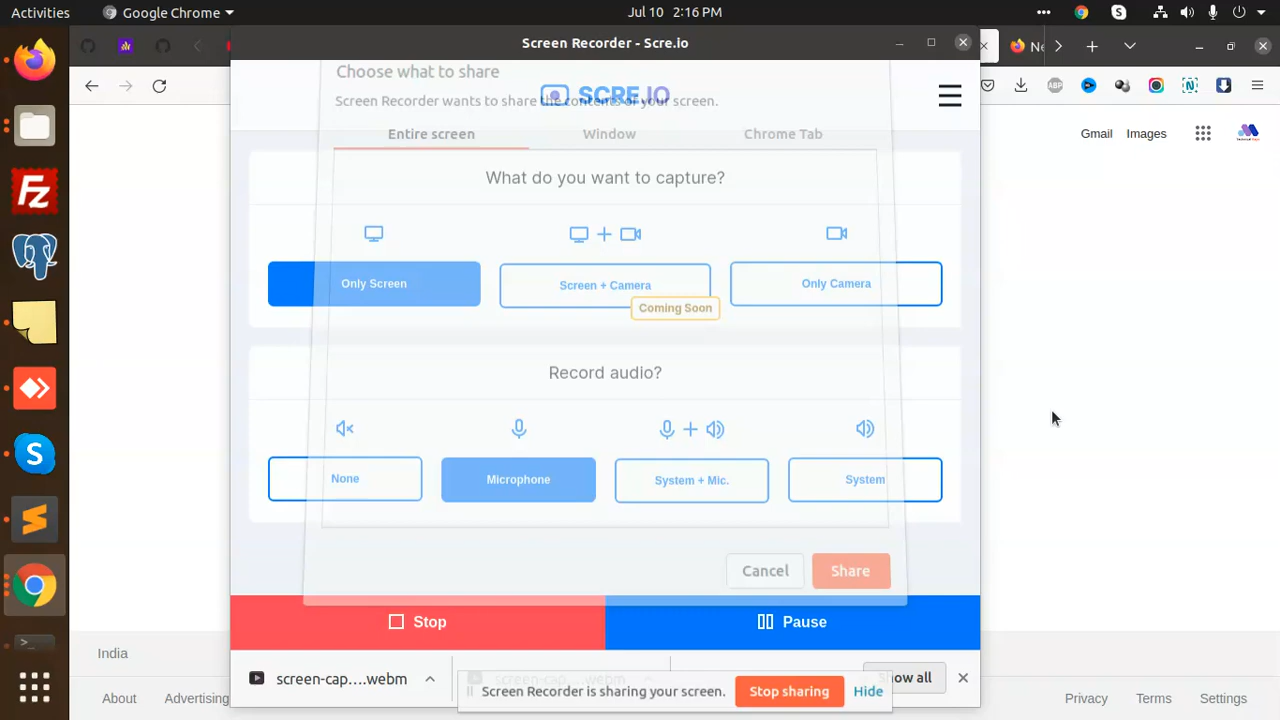 Activities
Google Chrome
Jul 10 2:16 PM
Screen Recorder - Scre.io
Ne
Choose what to share
SCRE.IO
Screen Recorder wants to share the contents of your screen.
Entire screen
Window
Chrome Tab
Gmail
Images
What do you want to capture?
Only Screen
Screen + Camera
Only Camera
Coming Soon
Record audio?
None
Microphone
System + Mic.
System
Cancel
Share
Stop
Pause
India
screen-cap....webm
screen-cap....webm
Show all
Screen Recorder is sharing your screen.
Stop sharing
Hide
About
Advertising
Privacy
Terms
Settings